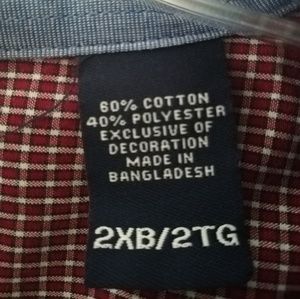 60% COTTON
40% POLYESTER
EXCLUSIVE OF
DECORATION
MADE IN
BANGLADESH
2XB/2TG